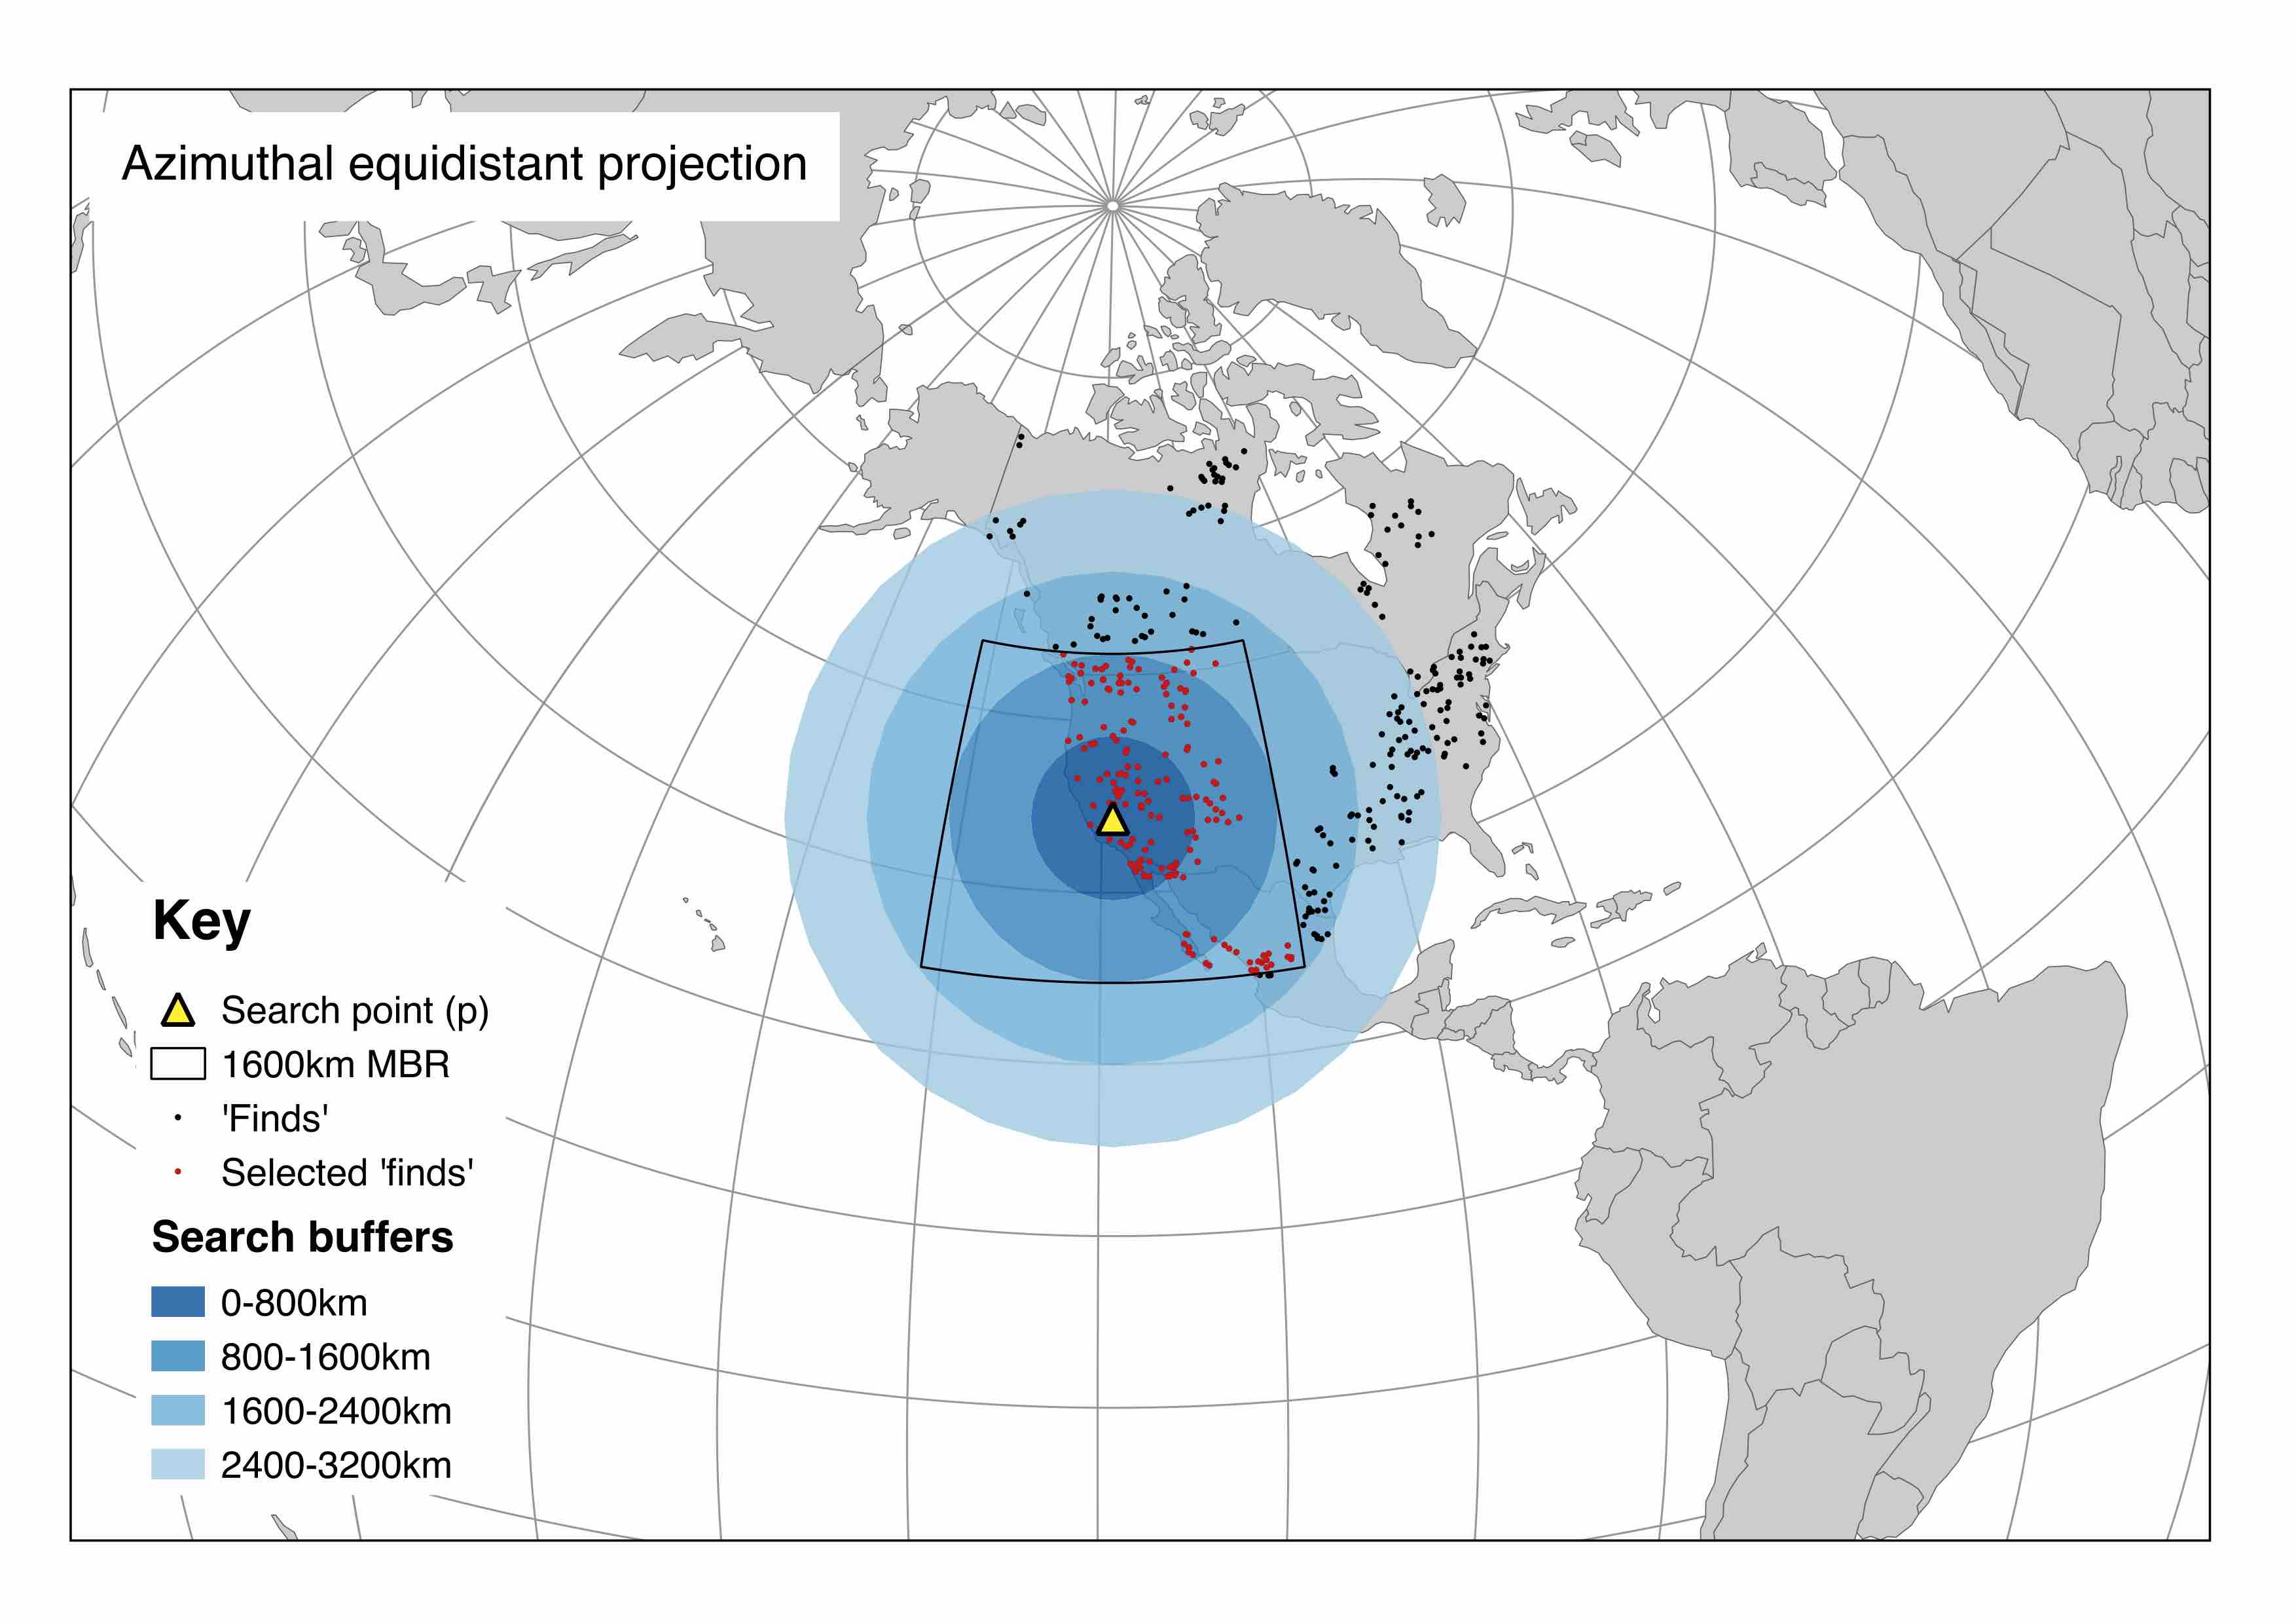 Azimuthal equidistant projection
Key
Search point (p)
1600km MBR
'Finds'
Selected 'finds'
Search buffers
0-800km
800-1600km
1600-2400km
2400-3200km